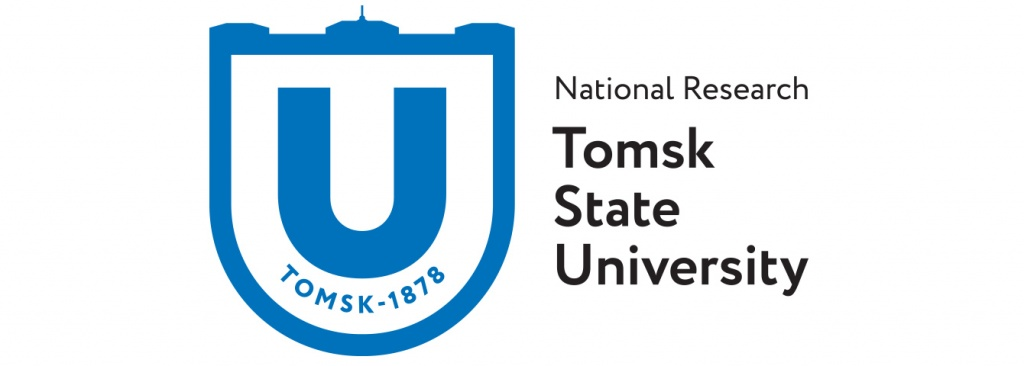 U
TOMSK-1878
National Research
Tomsk
State
University